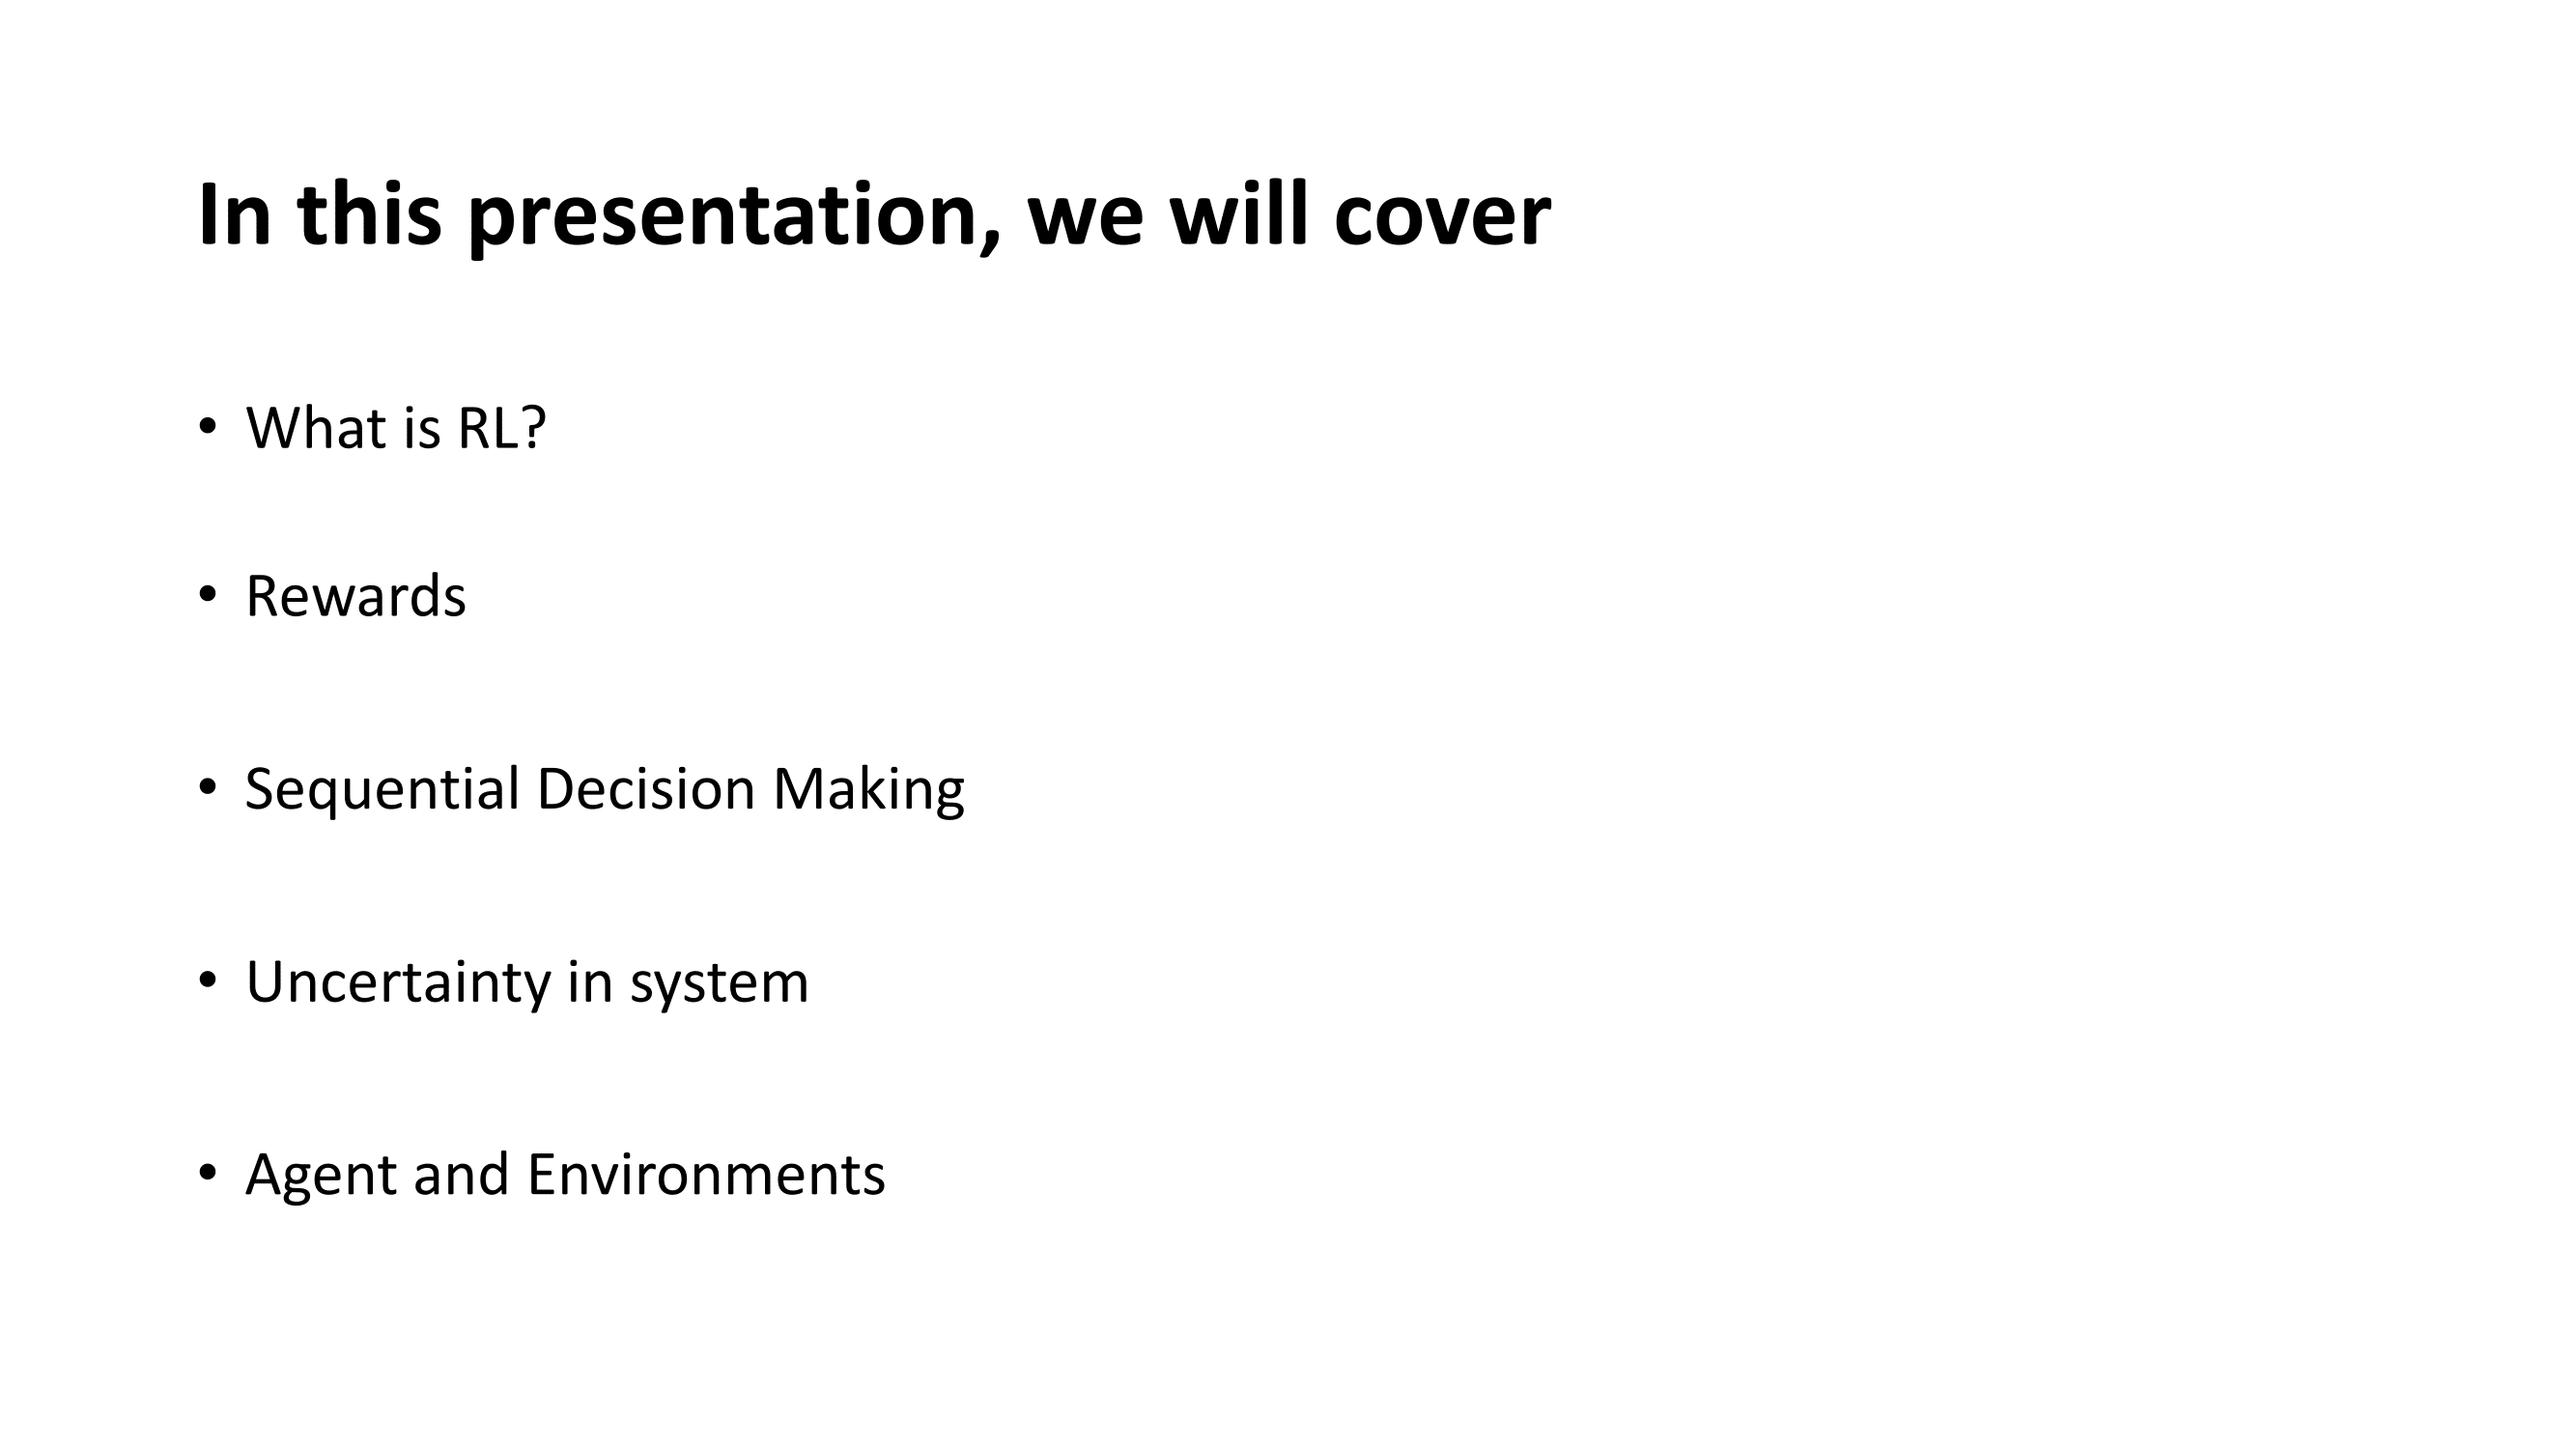 In this presentation, we will cover
• What is RL?
• Rewards
• Sequential Decision Making
• Uncertainty in system
• Agent and Environments